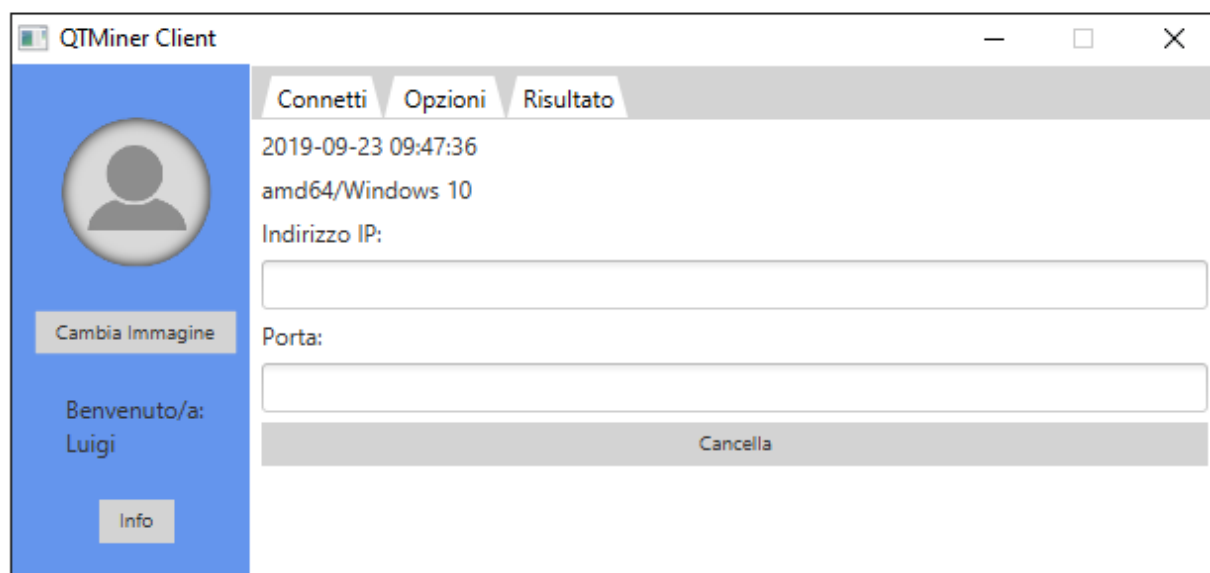 QTMiner Client
Connetti Opzioni Risultato
2019-09-23 09:47:36
amd64/Windows 10
Indirizzo IP:
Porta:
Cancella
Cambia Immagine
Benvenuto/a:
Luigi
Info